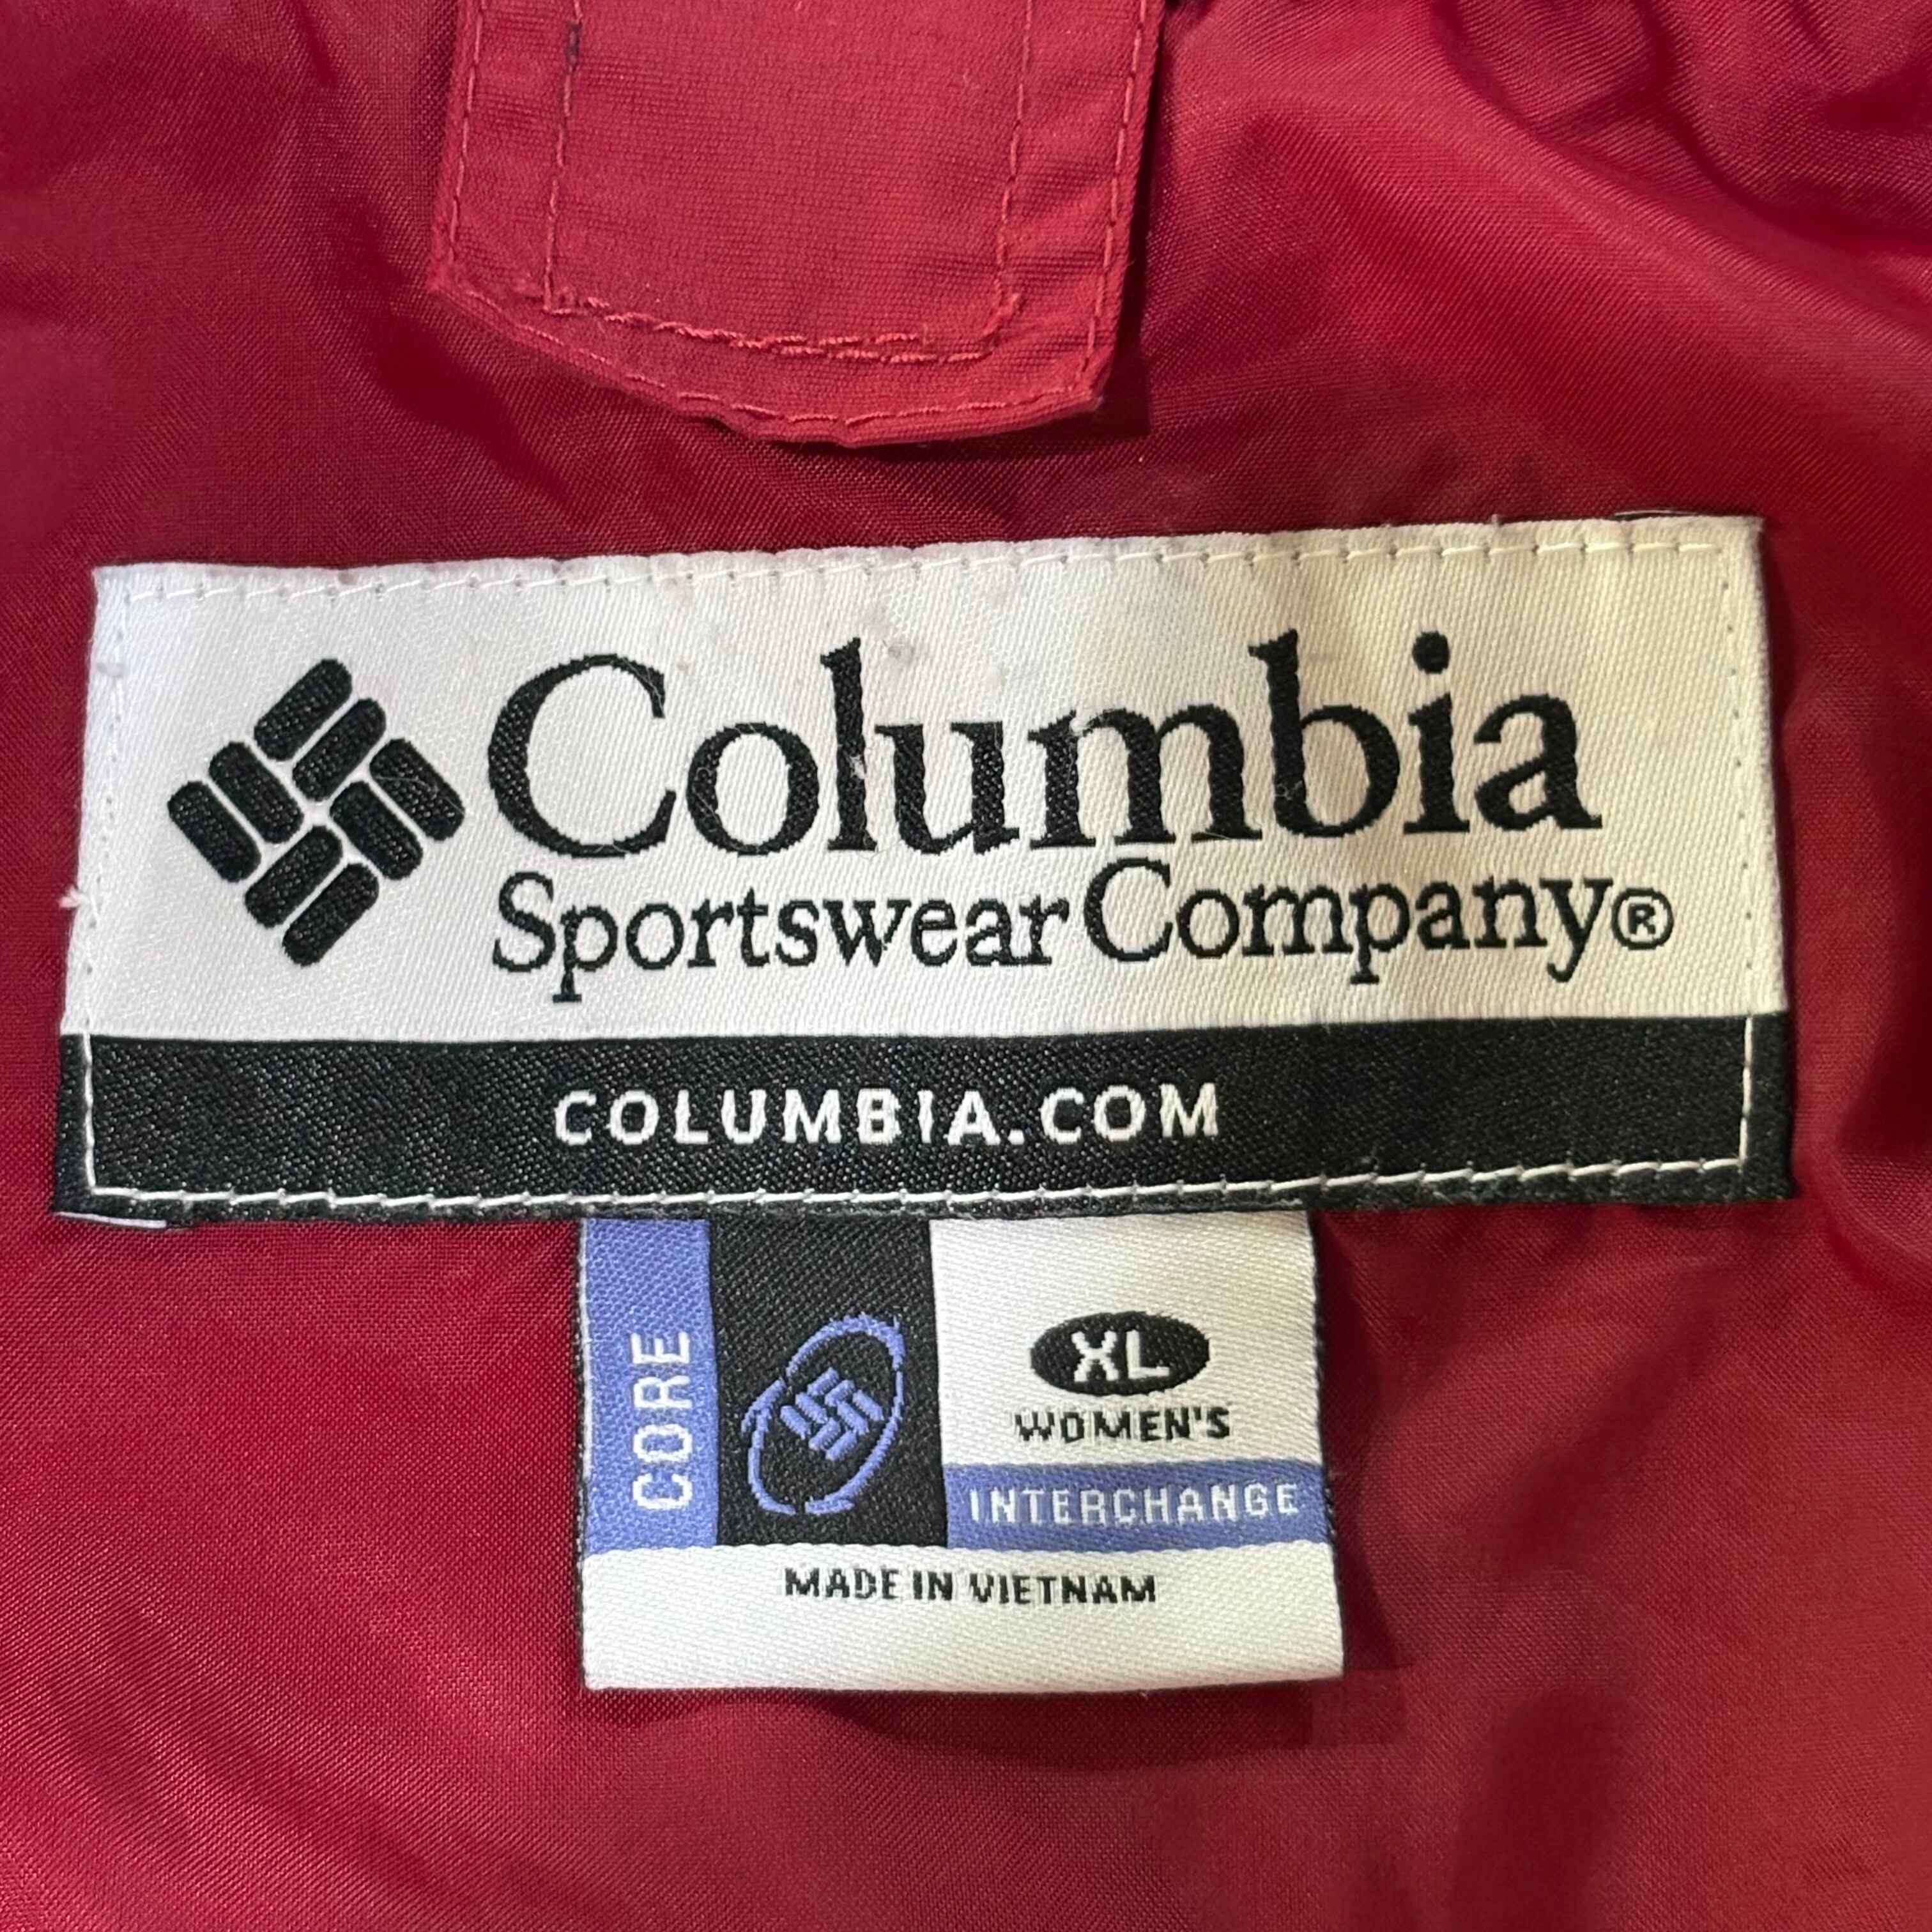 Columbia
Sportswear Company®
COLUMBIA.COM
CORE
XL
WOMEN'S
INTERCHANGE
MADE IN VIETNAM